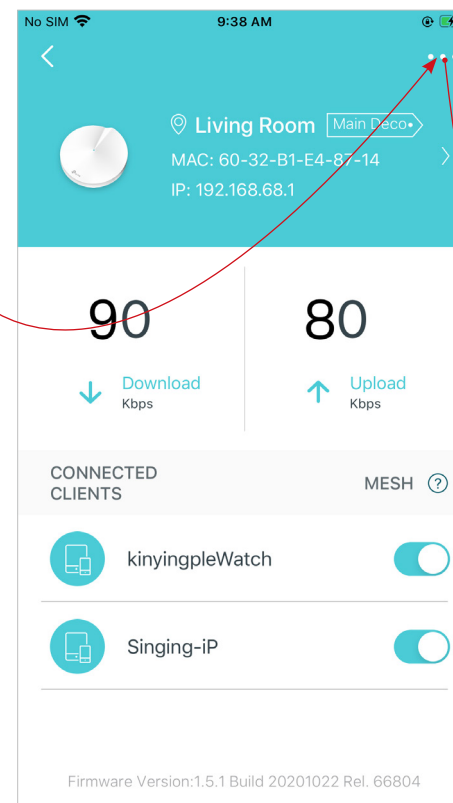 No SIM 9:38 AM
Living Room Main Deco
MAC: 60-32-B1-E4-87-14
IP: 192.168.68.1
90 80
Download Upload
Kbps Kbps
CONNECTED
CLIENTS
MESH ?
kinyingpleWatch
Singing-iP
Firmware Version:1.5.1 Build 20201022 Rel. 66804